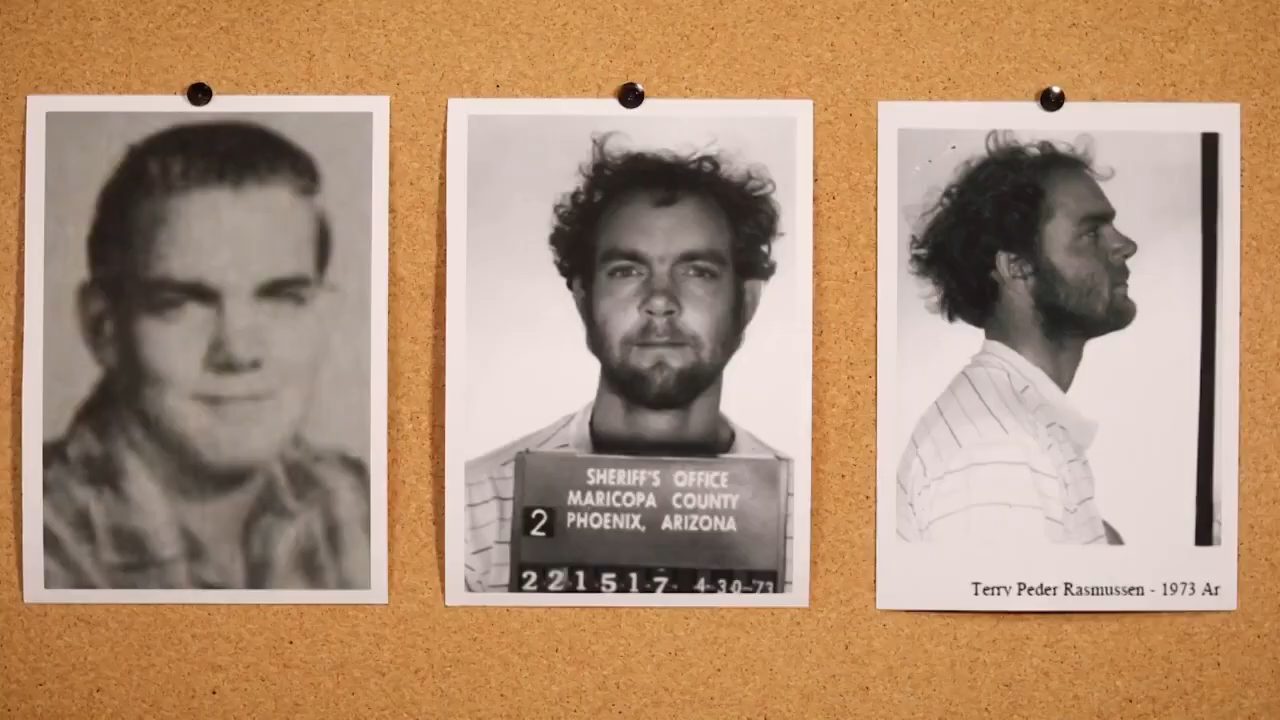 SHERIFF'S OFFICE
MARICOPA COUNTY
2 PHOENIX, ARIZONA
221517 4-30-73
Terry Peder Rasmussen - 1973 Ar